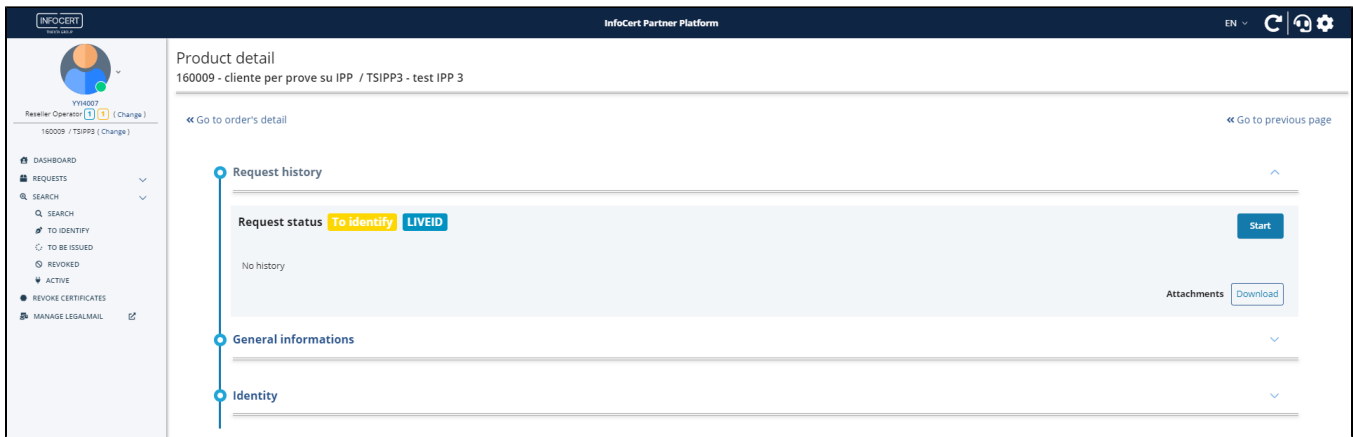 INFOCERT
InfoCert Partner Platform
EN
YYI4007
Reseller Operator 1 1 ( Change )
160009 / TSIPP3 ( Change )
DASHBOARD
REQUESTS
SEARCH
SEARCH
TO IDENTIFY
TO BE ISSUED
REVOKED
ACTIVE
REVOKE CERTIFICATES
MANAGE LEGALMAIL
Product detail
160009 - cliente per prove su IPP / TSIPP3 - test IPP 3
« Go to order's detail
« Go to previous page
Request history
Request status To identify LIVEID
Start
No history
Attachments Download
General informations
Identity